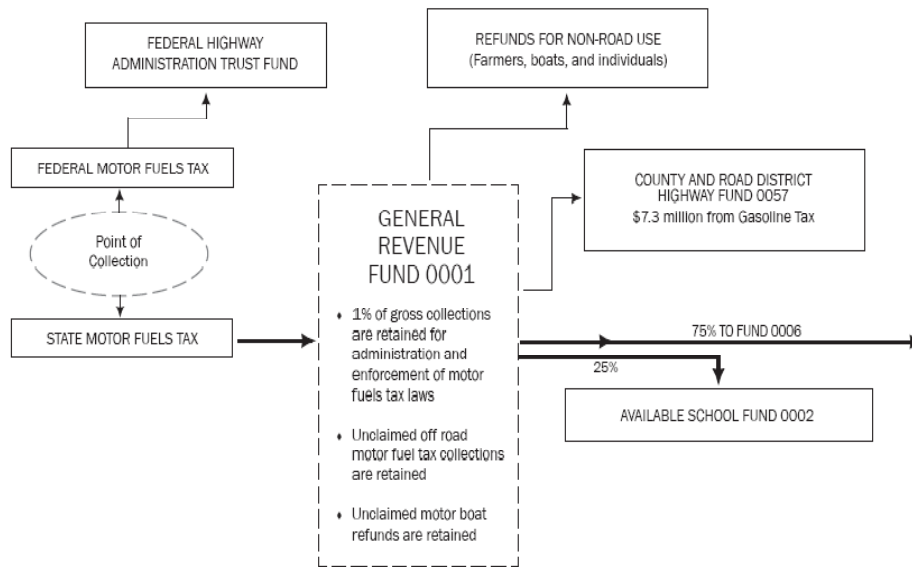 FEDERAL HIGHWAY
ADMINISTRATION TRUST FUND
REFUNDS FOR NON-ROAD USE
(Farmers, boats, and individuals)
FEDERAL MOTOR FUELS TAX
COUNTY AND ROAD DISTRICT
HIGHWAY FUND 0057
$7.3 million from Gasoline Tax
Point of
Collection
GENERAL
REVENUE
FUND 0001
STATE MOTOR FUELS TAX
♦ 1% of gross collections
are retained for
administration and
enforcement of motor
fuels tax laws
♦ Unclaimed off road
motor fuel tax collections
are retained
♦ Unclaimed motor boat
refunds are retained
75% TO FUND 0006
25%
AVAILABLE SCHOOL FUND 0002